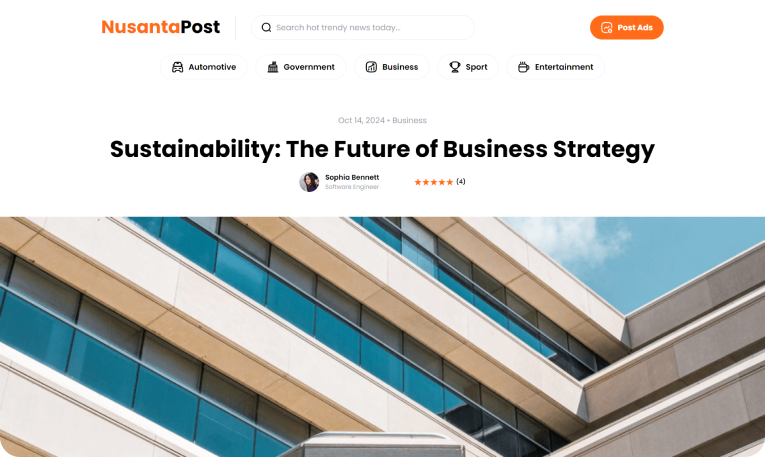 NusantaPost
Search hot trendy news today...
Post Ads
Automotive
Government
Business
Sport
Entertainment
Oct 14, 2024 • Business
Sustainability: The Future of Business Strategy
Sophia Bennett
Software Engineer
(4)